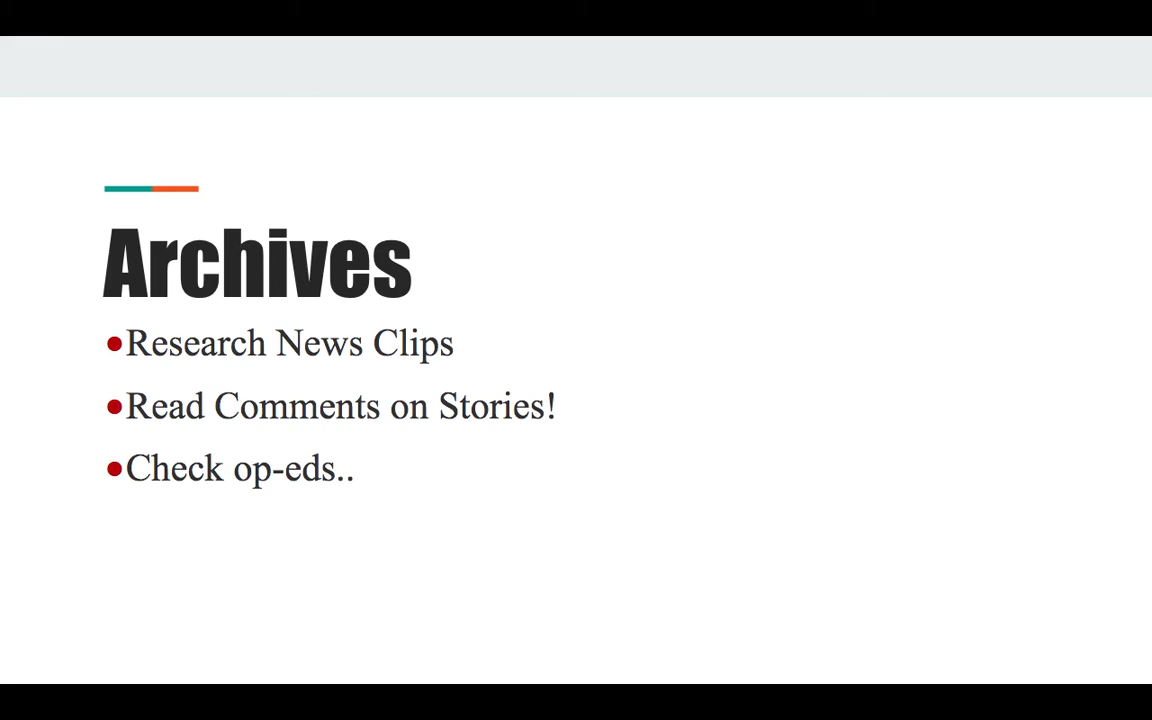 Archives
●Research News Clips
●Read Comments on Stories!
●Check op-eds..